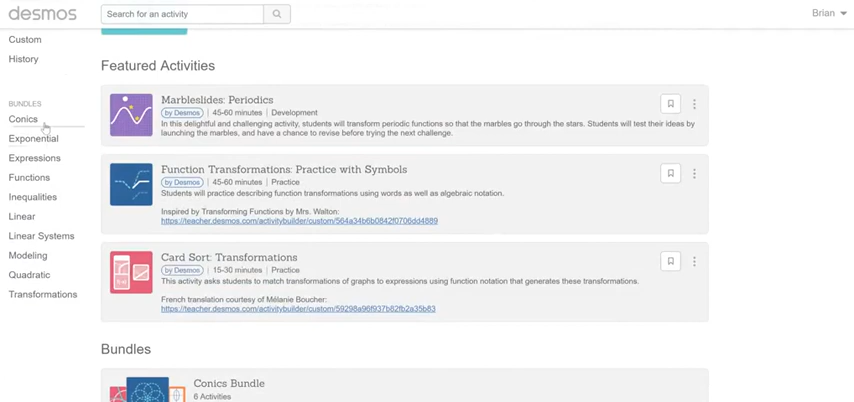 desmos
Search for an activity
Brian
Custom
History
BUNDLES
Conics
Exponential
Expressions
Functions
Inequalities
Linear
Linear Systems
Modeling
Quadratic
Transformations
Featured Activities
Marbleslides: Periodics
by Desmos | 45-60 minutes | Development
In this delightful and challenging activity, students will transform periodic functions so that the marbles go through the stars. Students will test their ideas by
launching the marbles, and have a chance to revise before trying the next challenge.
Function Transformations: Practice with Symbols
by Desmos | 45-60 minutes | Practice
Students will practice describing function transformations using words as well as algebraic notation.
Inspired by Transforming Functions by Mrs. Walton:
https://teacher.desmos.com/activitybuilder/custom/564a34b6b0842f0706dd4889
Card Sort: Transformations
by Desmos | 15-30 minutes | Practice
This activity asks students to match transformations of graphs to expressions using function notation that generates these transformations.
French translation courtesy of Mélanie Boucher:
https://teacher.desmos.com/activitybuilder/custom/59298a96f937b82fb2a35b83
Bundles
Conics Bundle
6 Activities